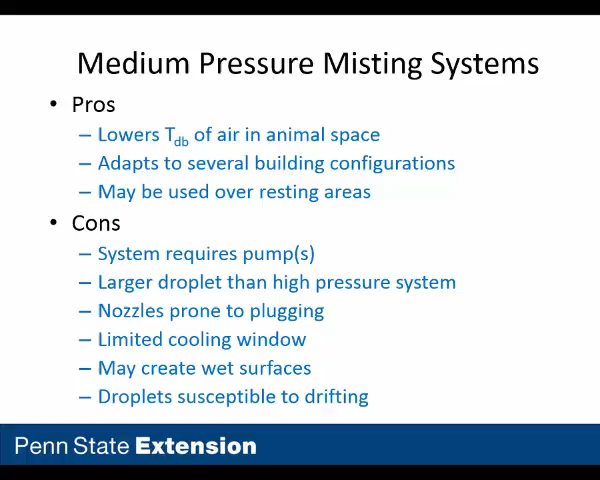 Medium Pressure Misting Systems
• Pros
– Lowers Tdb of air in animal space
– Adapts to several building configurations
– May be used over resting areas
• Cons
– System requires pump(s)
– Larger droplet than high pressure system
– Nozzles prone to plugging
– Limited cooling window
– May create wet surfaces
– Droplets susceptible to drifting
Penn State Extension